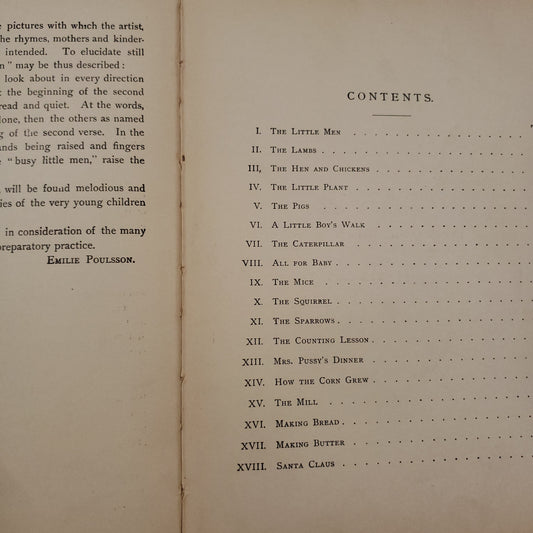 pictures with which the artist,
he rhymes, mothers and kinder-
intended. To elucidate still
n" may be thus described:
look about in every direction
the beginning of the second
read and quiet. At the words,
lone, then the others as named
g of the second verse. In the
ands being raised and fingers
"busy little men," raise the
will be found melodious and
ies of the very young children
in consideration of the many
preparatory practice.
EMILIE POULSSON.
CONTENTS.
I. THE LITTLE MEN
II. THE LAMBS
III, THE HEN AND CHICKENS
IV. THE LITTLE PLANT
V. THE PIGS
VI. A LITTLE BOY'S WALK
VII. THE CATERPILLAR
VIII. ALL FOR BABY
IX. THE MICE
X. THE SQUIRREL
XI. THE SPARROWS
XII. THE COUNTING LESSON
XIII. MRS. PUSSY'S DINNER
XIV. HOW THE CORN GREW
XV. THE MILL
XVI. MAKING BREAD
XVII. MAKING BUTTER
XVIII. SANTA CLAUS